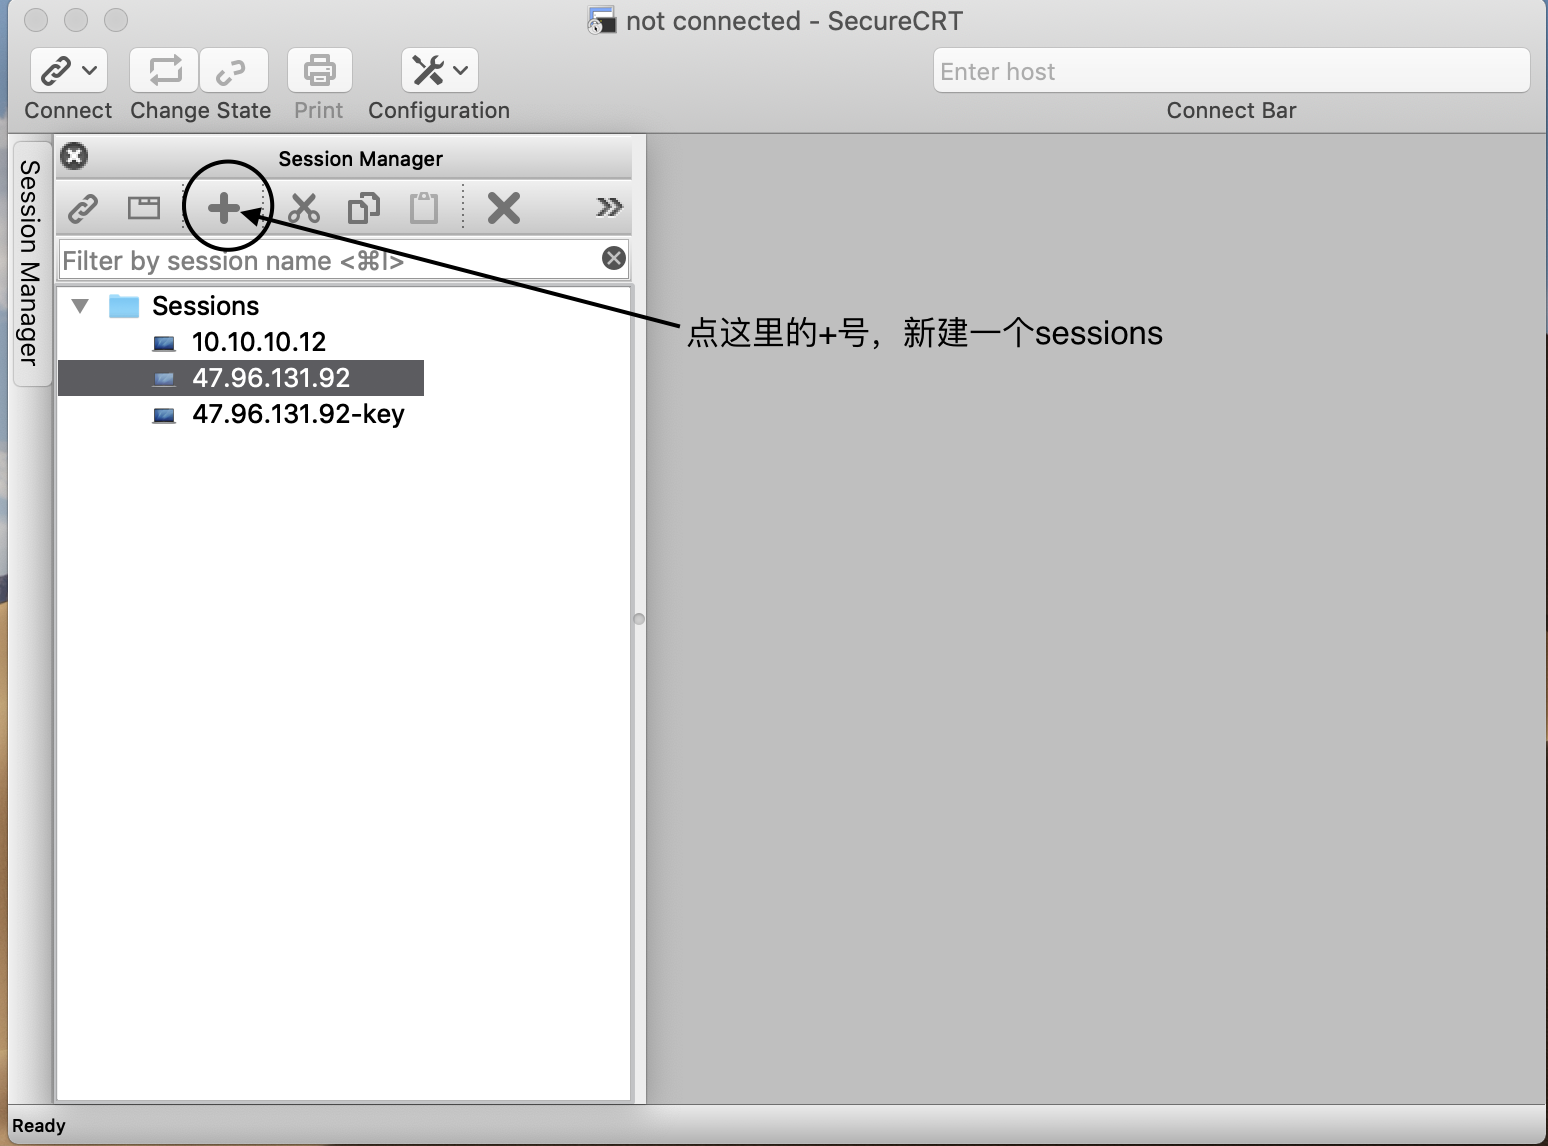 not connected - SecureCRT
Enter host
Connect
Change State
Print
Configuration
Connect Bar
Session Manager
Session Manager
Filter by session name <⌘I>
Sessions
10.10.10.12
47.96.131.92
47.96.131.92-key
点这里的+号，新建一个sessions
Ready